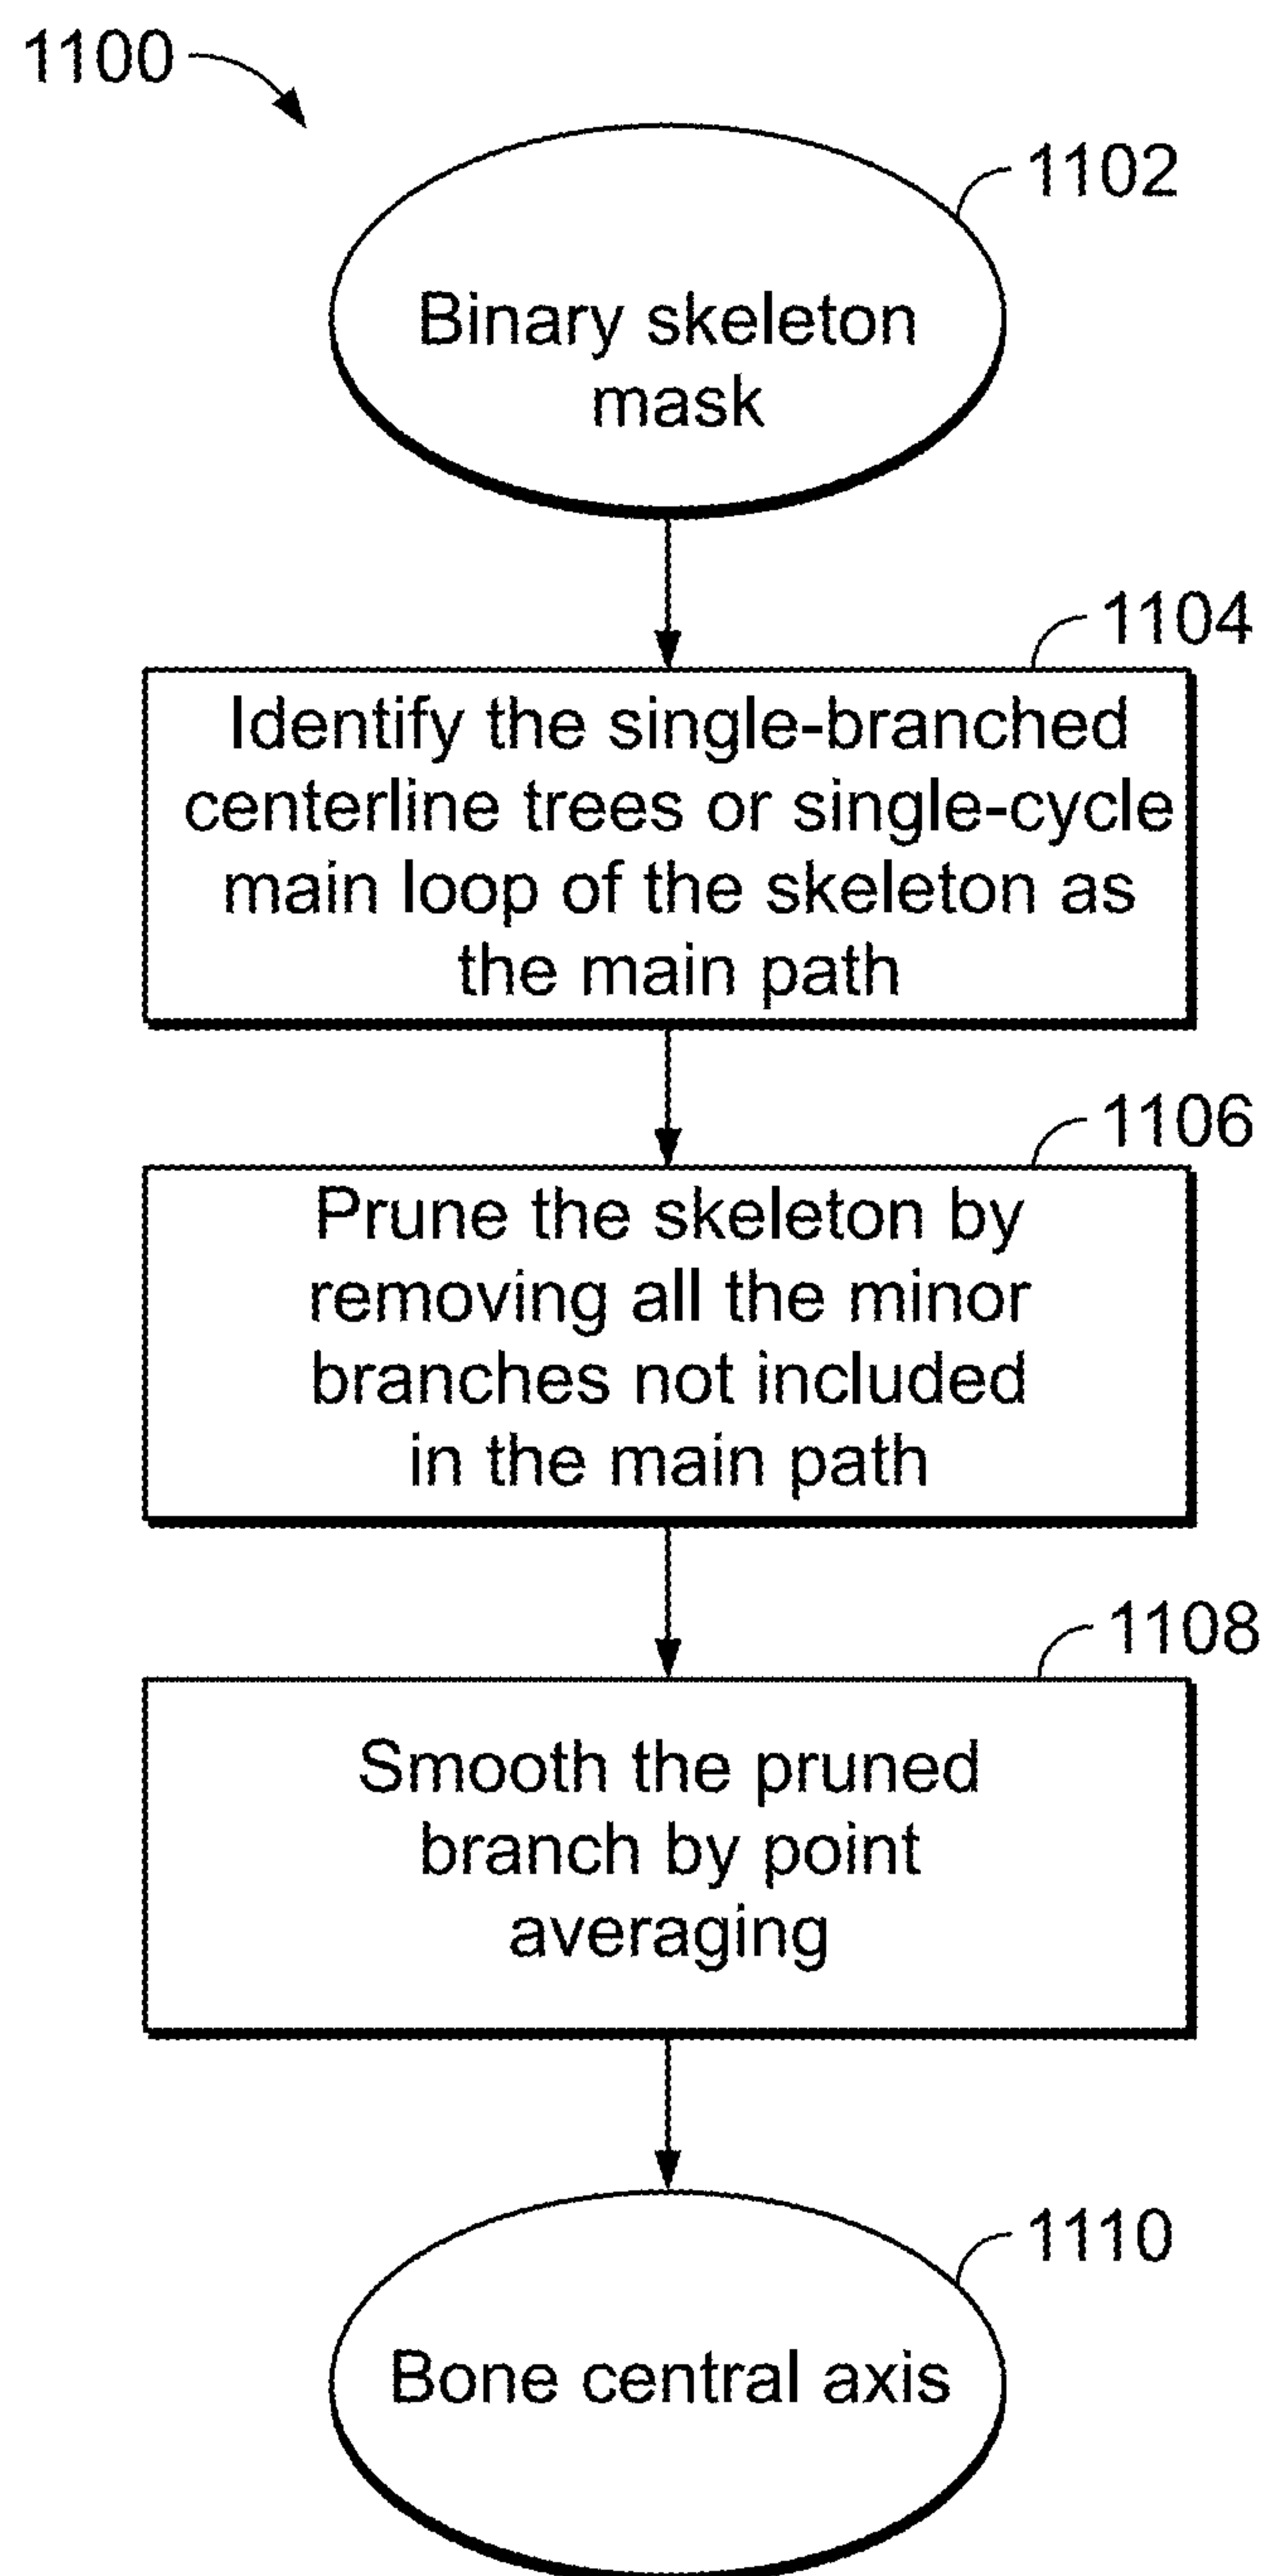 1100
1102
Binary skeleton
mask
1104
Identify the single-branched
centerline trees or single-cycle
main loop of the skeleton as
the main path
1106
Prune the skeleton by
removing all the minor
branches not included
in the main path
1108
Smooth the pruned
branch by point
averaging
1110
Bone central axis